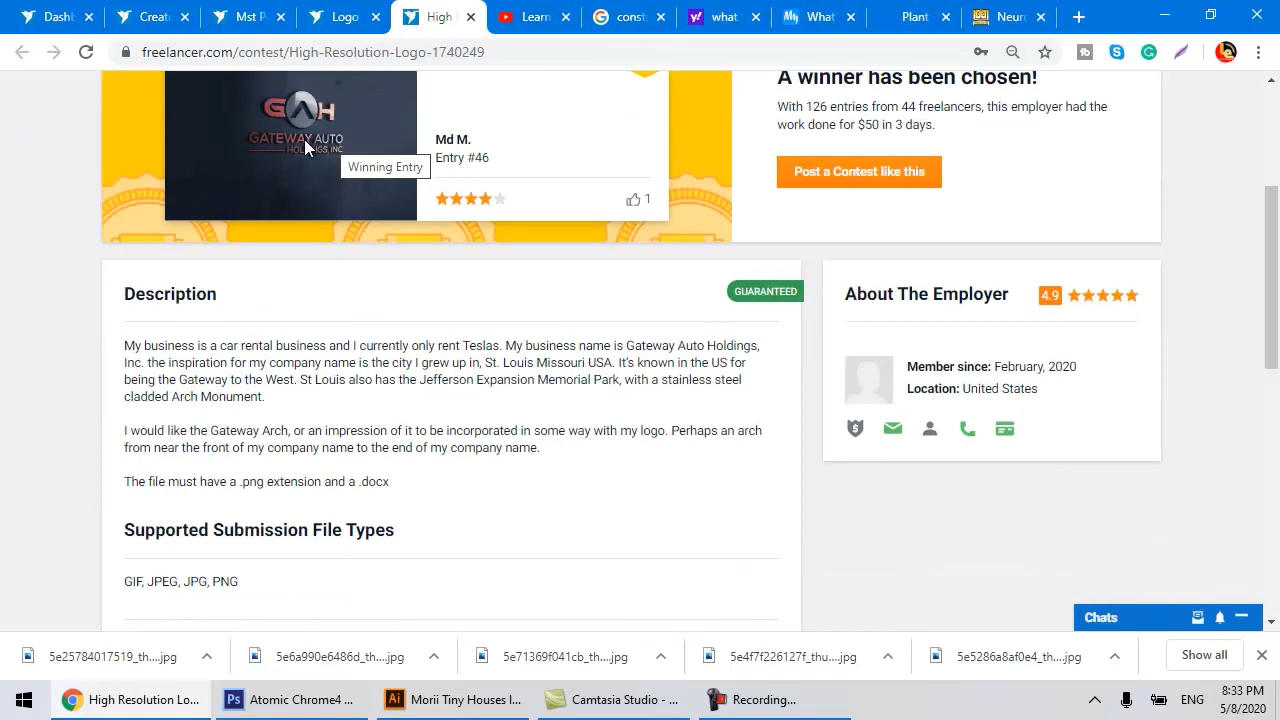 Dashb
Create
Mst P
Logo
High
Learn
const
what
What
Plant
Neuro
freelancer.com/contest/High-Resolution-Logo-1740249
A winner has been chosen!
With 126 entries from 44 freelancers, this employer had the
work done for $50 in 3 days.
Post a Contest like this
GAH
GATEWAY AUTO
HOLDINGS, INC
Md M.
Entry #46
Winning Entry
1
Description
GUARANTEED
My business is a car rental business and I currently only rent Teslas. My business name is Gateway Auto Holdings,
Inc. the inspiration for my company name is the city I grew up in, St. Louis Missouri USA. It's known in the US for
being the Gateway to the West. St Louis also has the Jefferson Expansion Memorial Park, with a stainless steel
cladded Arch Monument.
I would like the Gateway Arch, or an impression of it to be incorporated in some way with my logo. Perhaps an arch
from near the front of my company name to the end of my company name.
The file must have a .png extension and a .docx
Supported Submission File Types
GIF, JPEG, JPG, PNG
About The Employer
4.9
Member since: February, 2020
Location: United States
Chats
5e25784017519_th....jpg
5e6a990e6486d_th....jpg
5e71369f041cb_th....jpg
5e4f7f226127f_thu....jpg
5e5286a8af0e4_th....jpg
Show all
High Resolution Lo...
Atomic Chrome4 ...
Morii Tiny Houses I...
Camtasia Studio - ...
Recording...
ENG
8:33 PM
5/8/2020